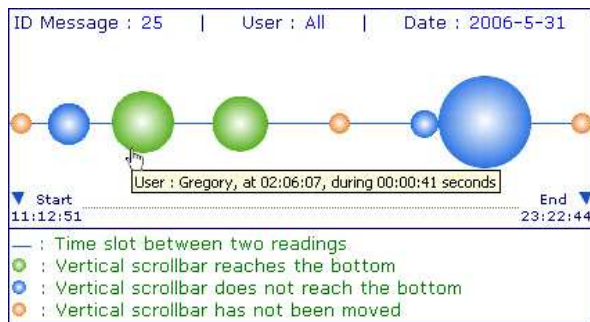 ID Message : 25 | User : All | Date : 2006-5-31
User : Gregory, at 02:06:07, during 00:00:41 seconds
Start End
11:12:51 23:22:44
: Time slot between two readings
: Vertical scrollbar reaches the bottom
: Vertical scrollbar does not reach the bottom
: Vertical scrollbar has not been moved